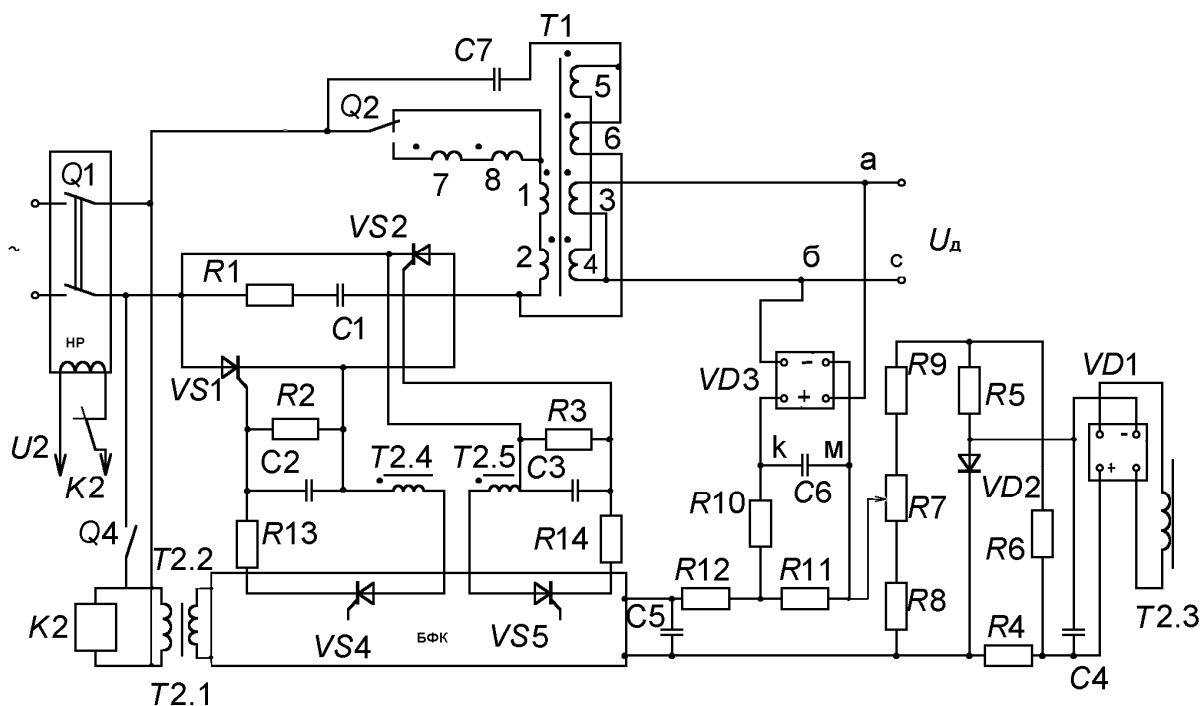 T1
C7
5
Q2
6
a
7
8
1
3
Q1
VS2
2
4
б
с
Uд
~
R1
C1
НР
VS1
R2
VD3
-
+
R9
R5
VD1
-
+
R3
U2
K2
C2
T2.4
T2.5
C3
k
м
C6
VD2
R10
R7
Q4
R13
R14
R6
T2.2
R12
R11
R8
K2
C5
VS4
VS5
БФК
R4
T2.3
C4
T2.1